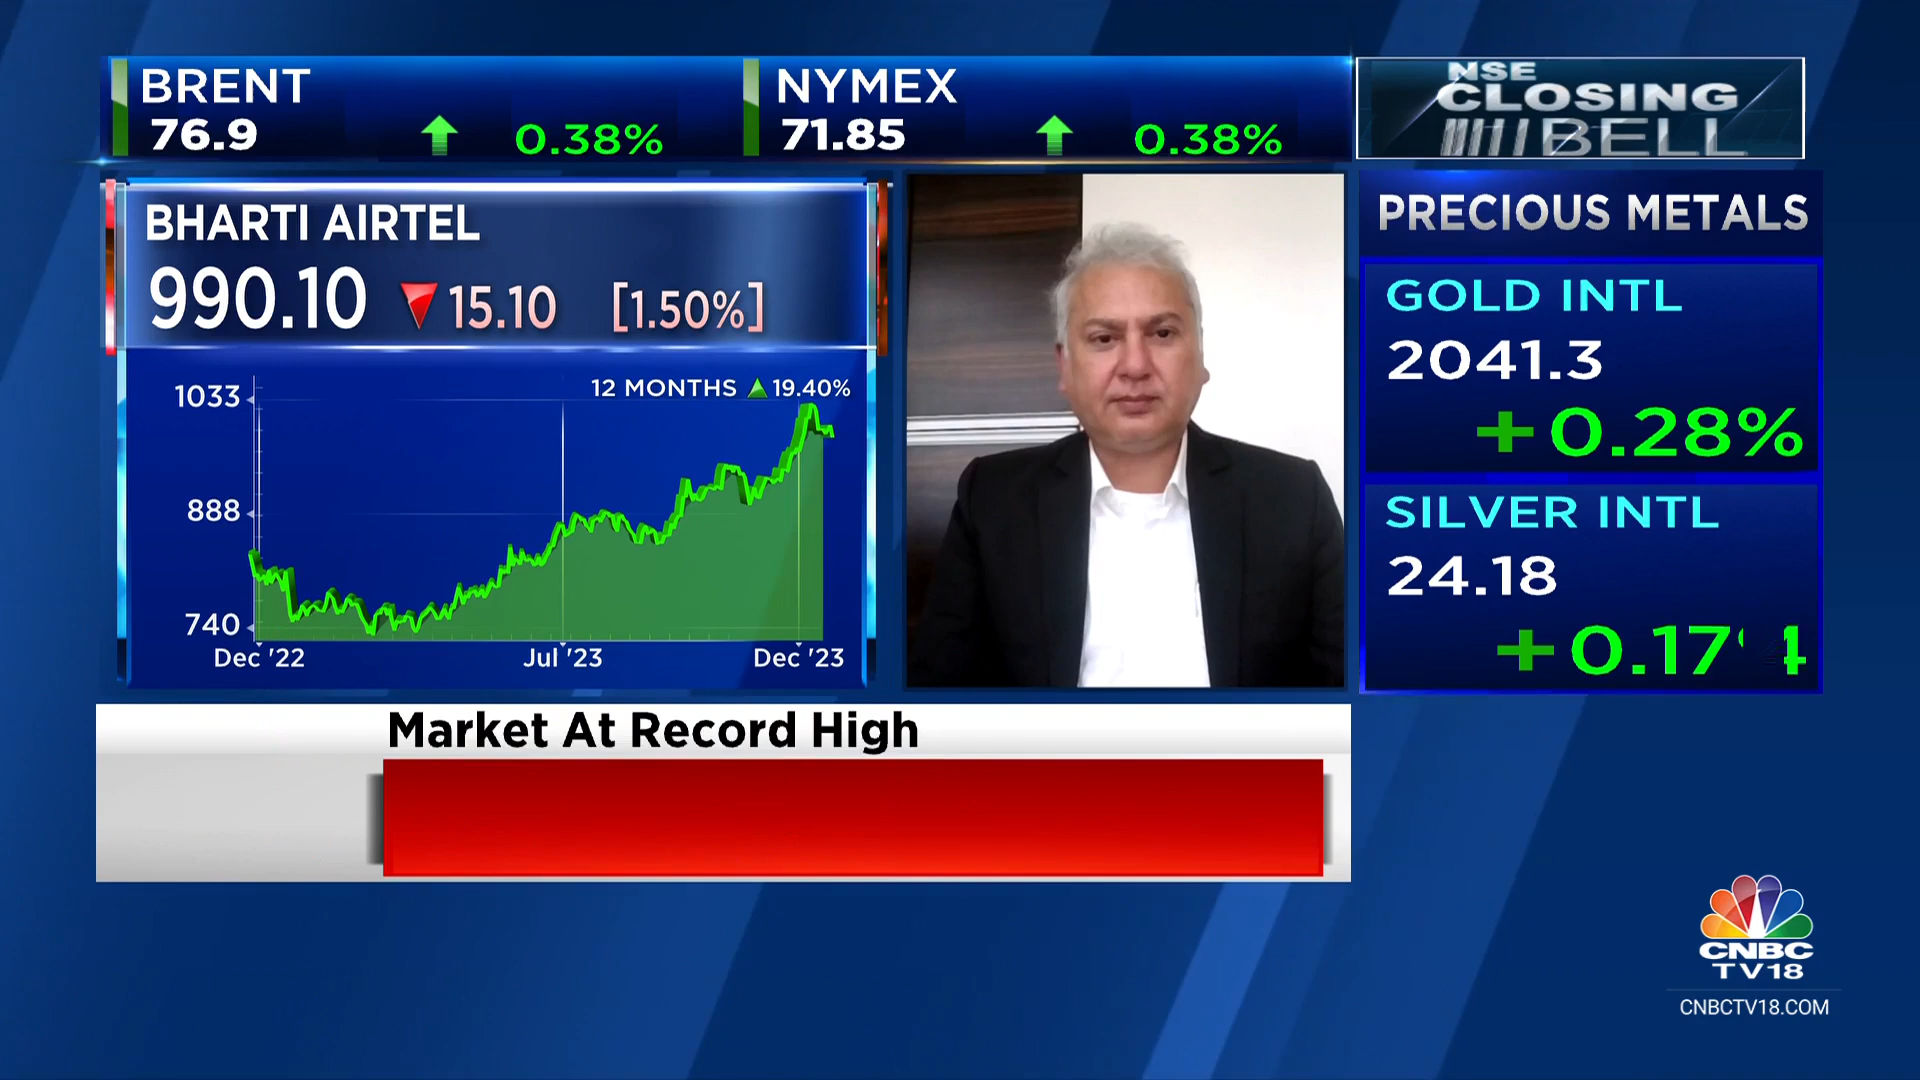 BRENT
76.9
0.38%
NYMEX
71.85
0.38%
NSE
CLOSING
BELL
BHARTI AIRTEL
990.10 15.10 [1.50%]
12 MONTHS 19.40%
1033
888
740
Dec '22
Jul '23
Dec '23
PRECIOUS METALS
GOLD INTL
2041.3
+0.28%
SILVER INTL
24.18
+0.17
Market At Record High
CNBC
TV18
CNBCTV18.COM